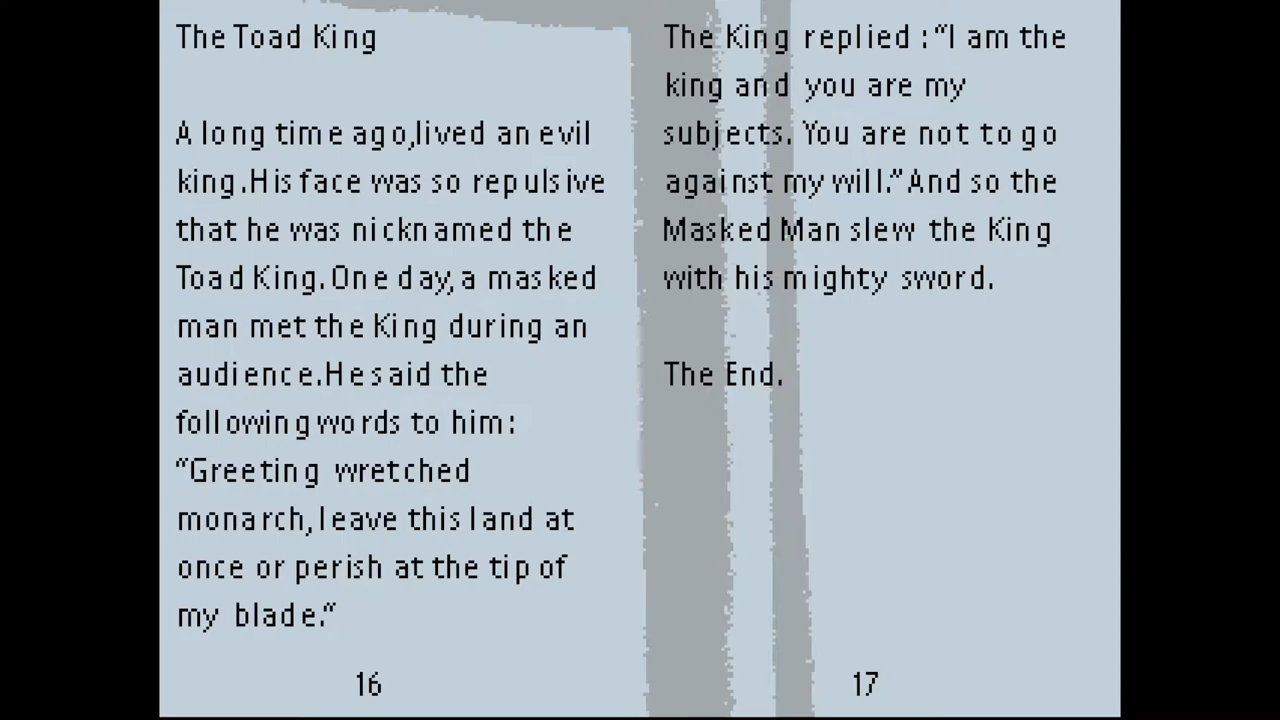 The Toad King
A long time ago,lived an evil
king.His face was so repulsive
that he was nicknamed the
Toad King.One day,a masked
man met the King during an
audience.He said the
following words to him:
“Greeting wretched
monarch,leave this land at
once or perish at the tip of
my blade.“
16
The King replied :“I am the
king and you are my
subjects. You are not to go
against my will.”And so the
Masked Man slew the King
with his mighty sword.
The End.
17